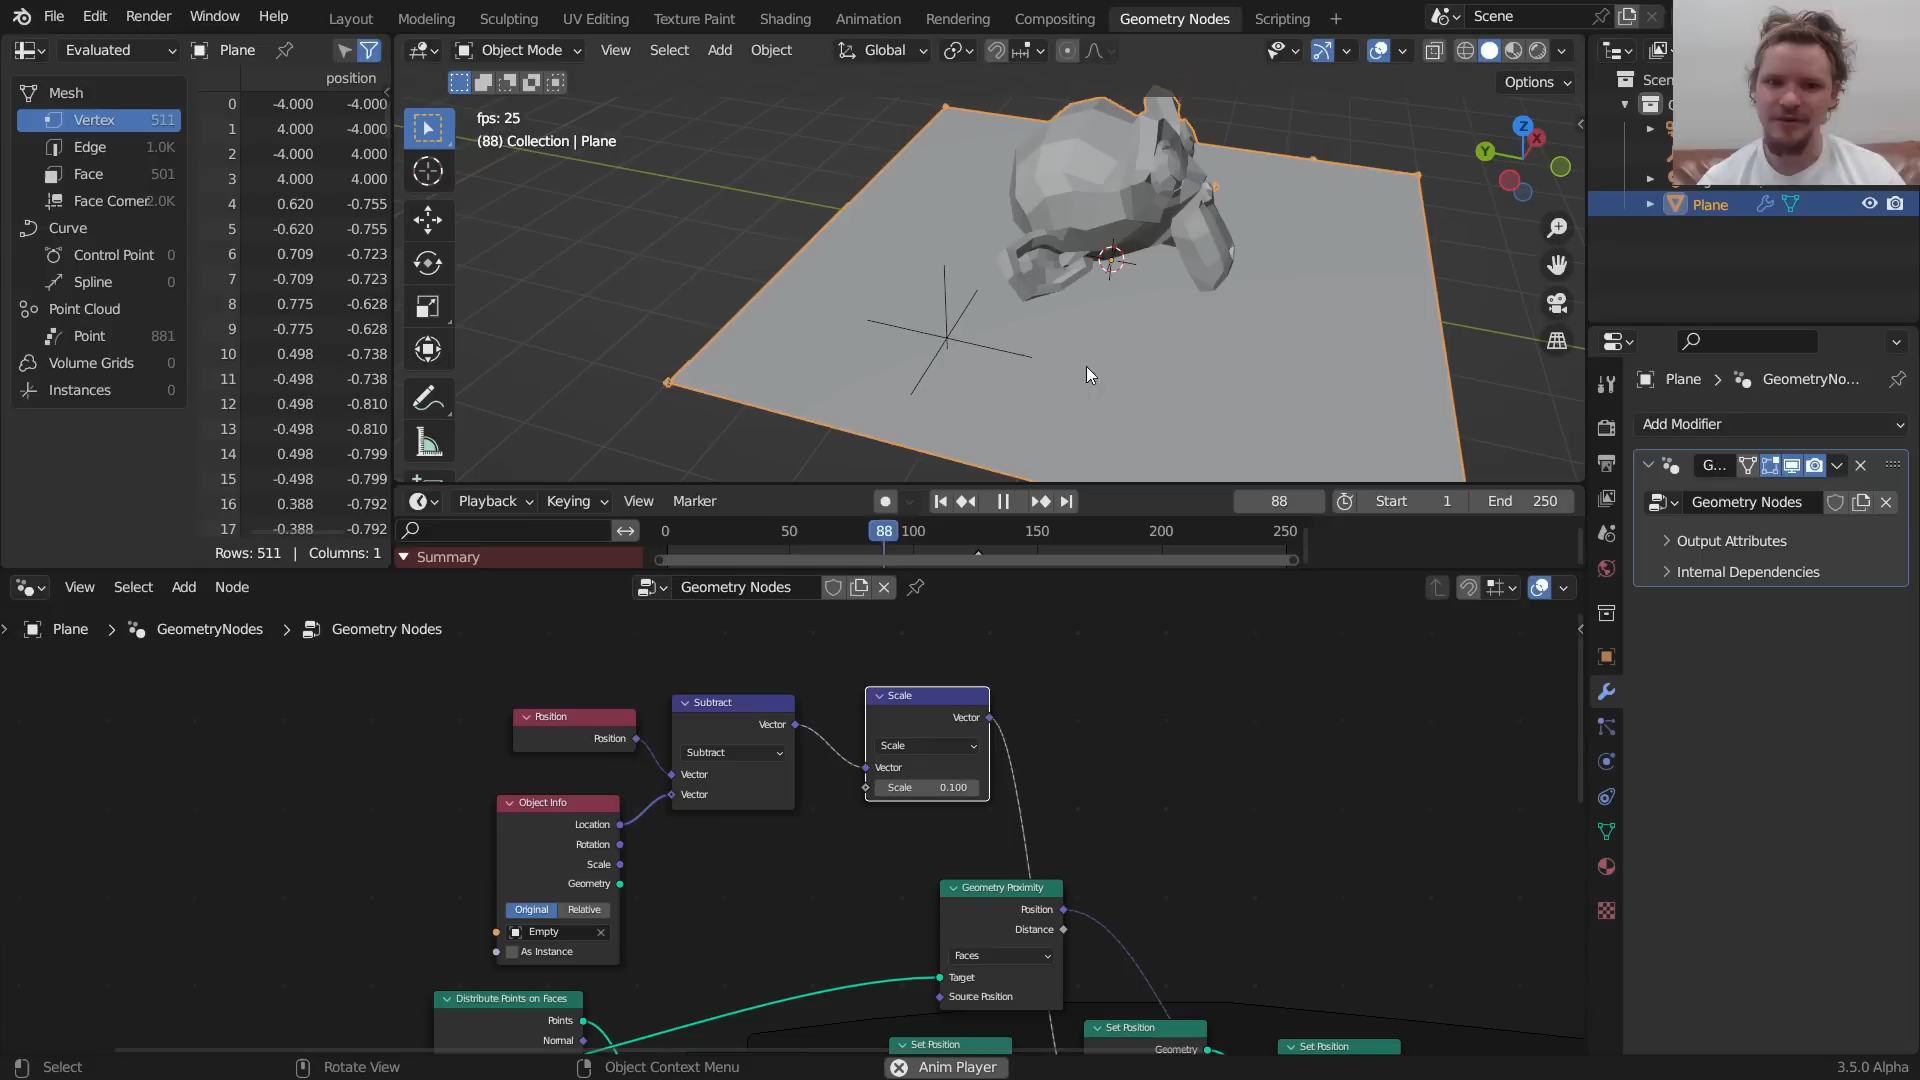 File Edit Render Window Help
Layout Modeling Sculpting UV Editing Texture Paint Shading Animation Rendering Compositing Geometry Nodes Scripting +
Scene
Evaluated Plane
Object Mode View Select Add Object Global
Options
position
Mesh
Vertex 511
Edge 1.0K
Face 501
Face Corner 2.0K
Curve
Control Point 0
Spline 0
Point Cloud
Point 881
Volume Grids 0
Instances 0
0 -4.000 -4.000
1 4.000 -4.000
2 -4.000 4.000
3 4.000 4.000
4 0.620 -0.755
5 -0.620 -0.755
6 0.709 -0.723
7 -0.709 -0.723
8 0.775 -0.628
9 -0.775 -0.628
10 0.498 -0.738
11 -0.498 -0.738
12 0.498 -0.810
13 -0.498 -0.810
14 0.498 -0.799
15 -0.498 -0.799
16 0.388 -0.792
17 -0.388 -0.792
Rows: 511 | Columns: 1
fps: 25
(88) Collection | Plane
Z
X
Y
Plane
Playback Keying View Marker
88 Start 1 End 250
0 50 88 100 150 200 250
Summary
Plane > GeometryNo...
Add Modifier
G...
Geometry Nodes
Output Attributes
Internal Dependencies
View Select Add Node
Geometry Nodes
Plane > GeometryNodes > Geometry Nodes
Position
Position
Subtract
Vector
Subtract
Vector
Vector
Scale
Vector
Scale
Vector
Scale 0.100
Object Info
Location
Rotation
Scale
Geometry
Original Relative
Empty
As Instance
Geometry Proximity
Position
Distance
Faces
Target
Source Position
Distribute Points on Faces
Points
Normal
Set Position
Set Position
Geometry
Set Position
Select Rotate View Object Context Menu Anim Player 3.5.0 Alpha